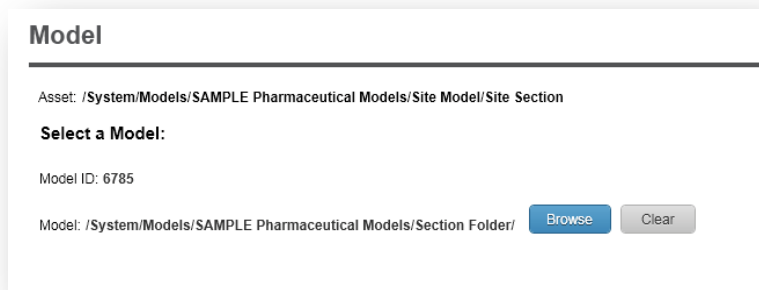 Model
Asset: /System/Models/SAMPLE Pharmaceutical Models/Site Model/Site Section
Select a Model:
Model ID: 6785
Model: /System/Models/SAMPLE Pharmaceutical Models/Section Folder/ Browse Clear